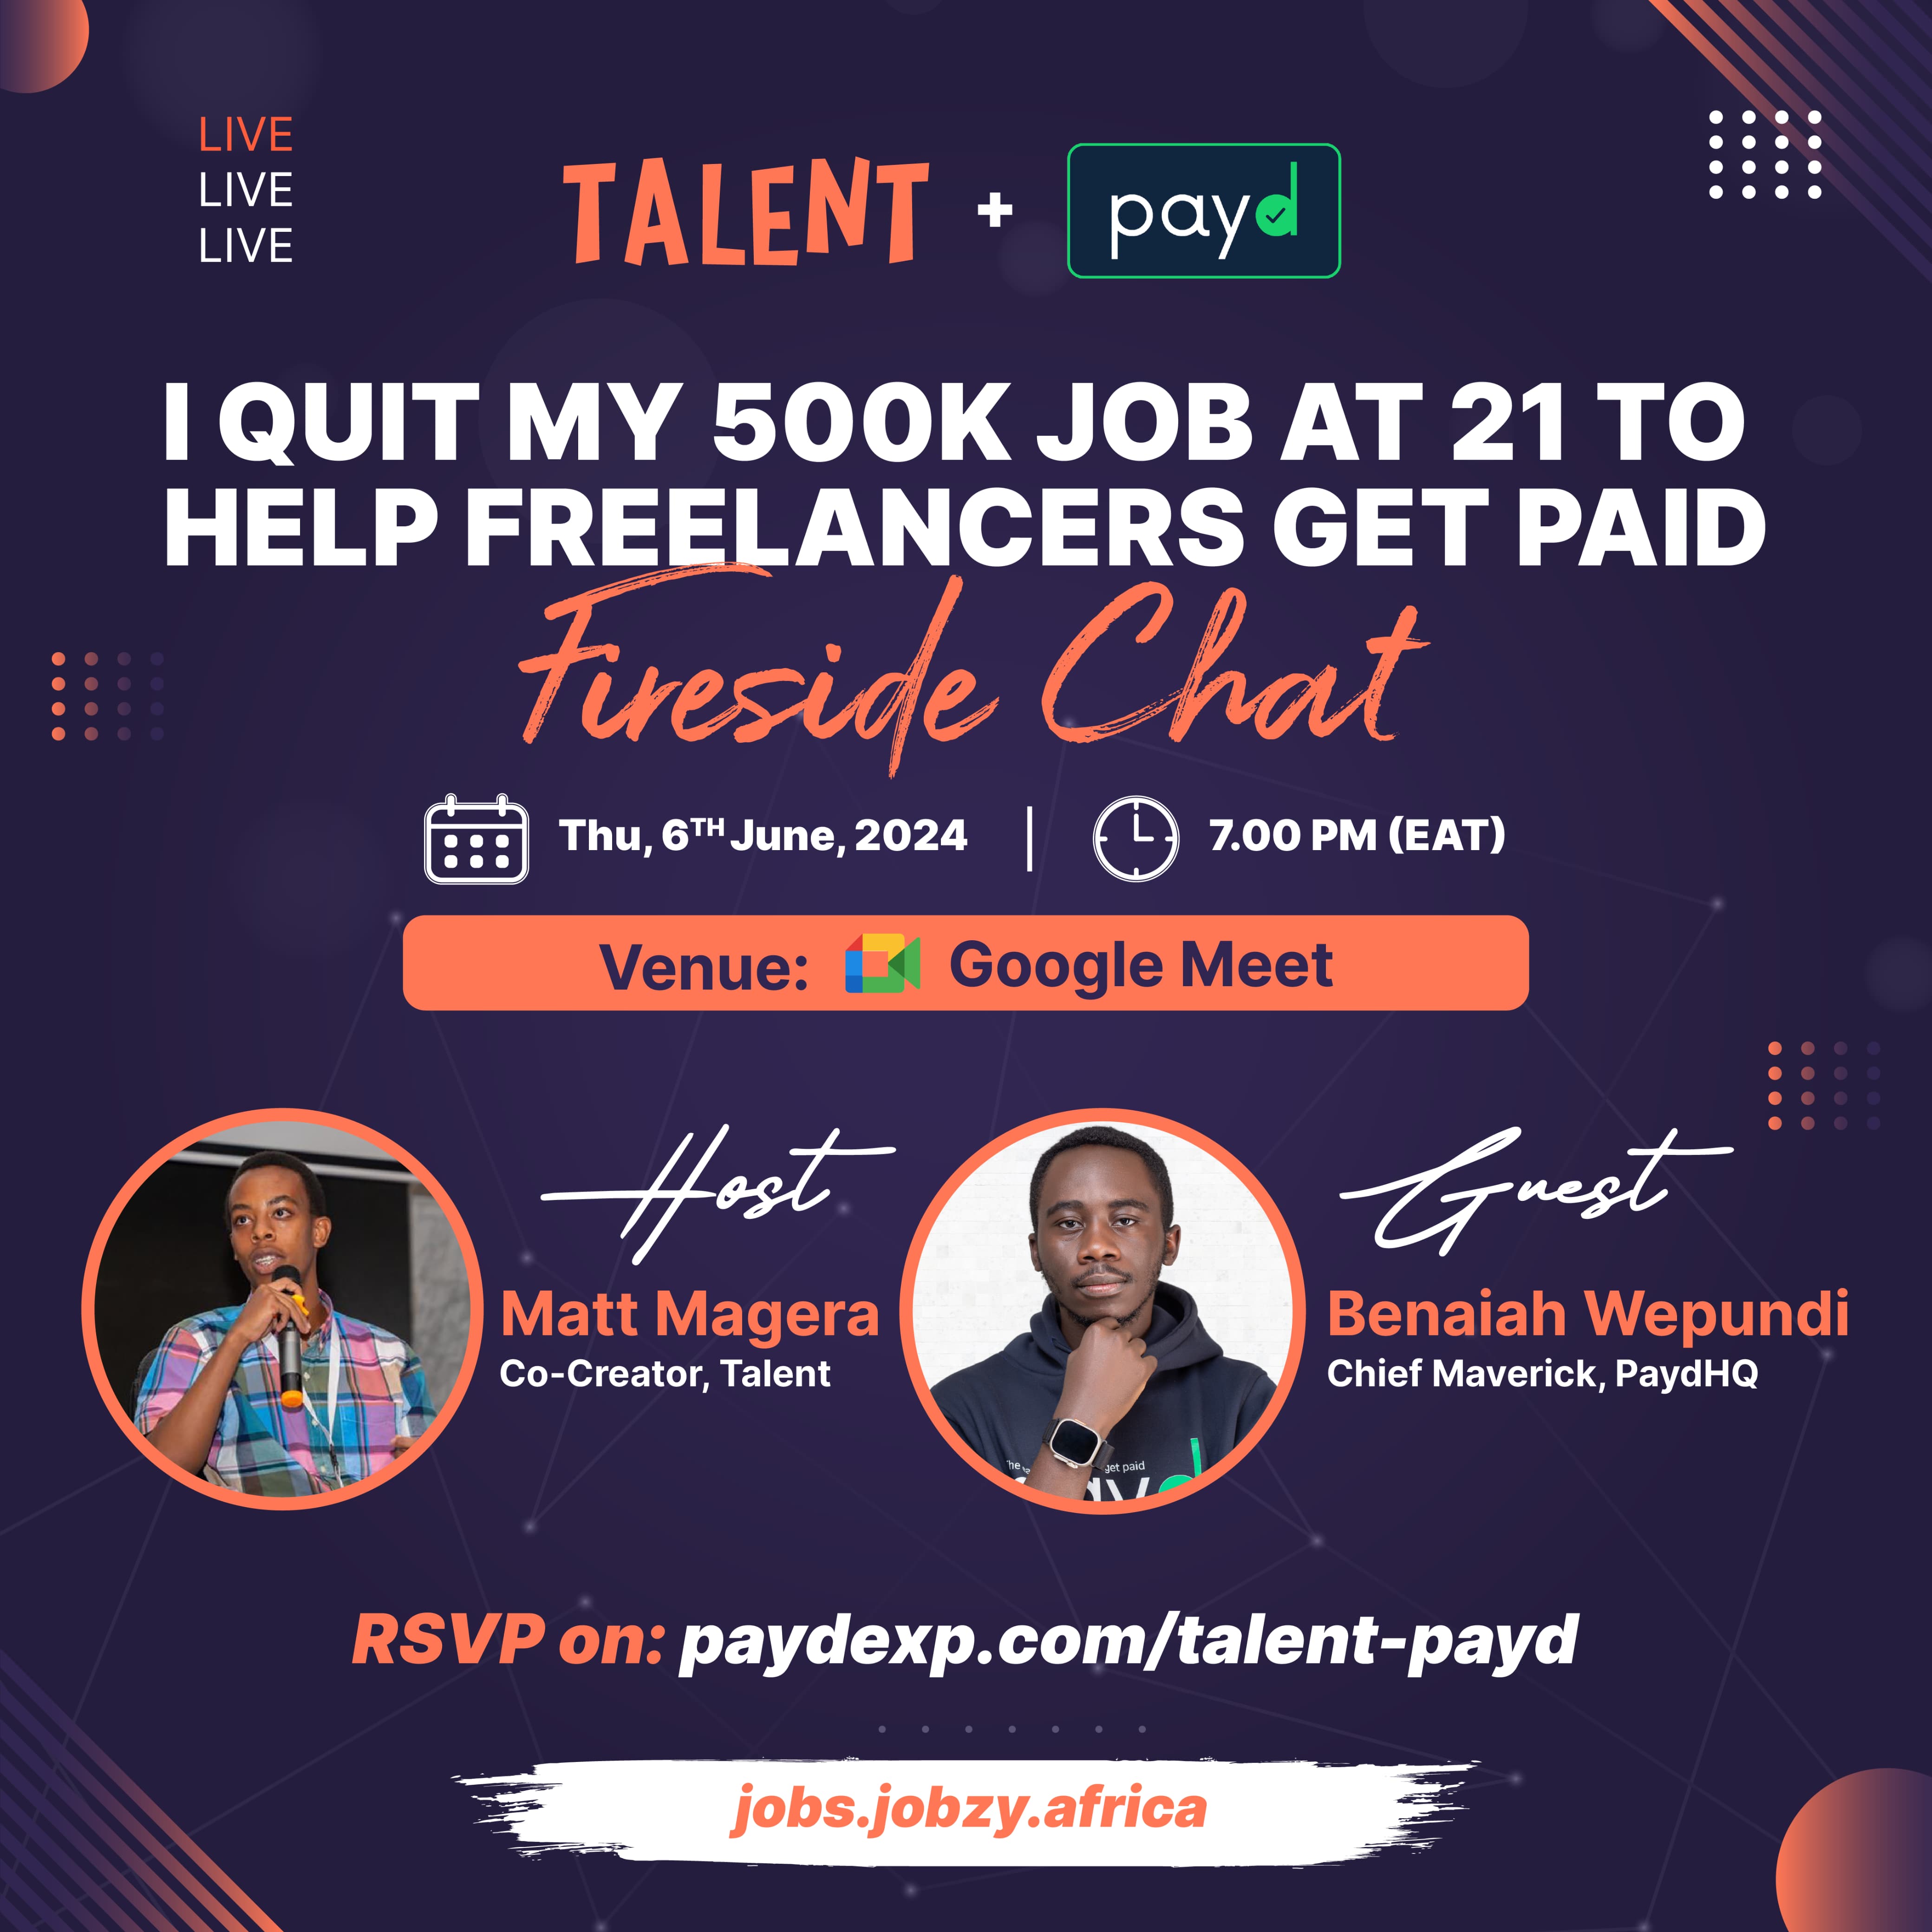 LIVE
LIVE
LIVE
TALENT + payd
I QUIT MY 500K JOB AT 21 TO
HELP FREELANCERS GET PAID
Fireside Chat
Thu, 6TH June, 2024 | 7.00 PM (EAT)
Venue: Google Meet
Host
Matt Magera
Co-Creator, Talent
Guest
Benaiah Wepundi
Chief Maverick, PaydHQ
get paid
RSVP on: paydexp.com/talent-payd
jobs.jobzy.africa